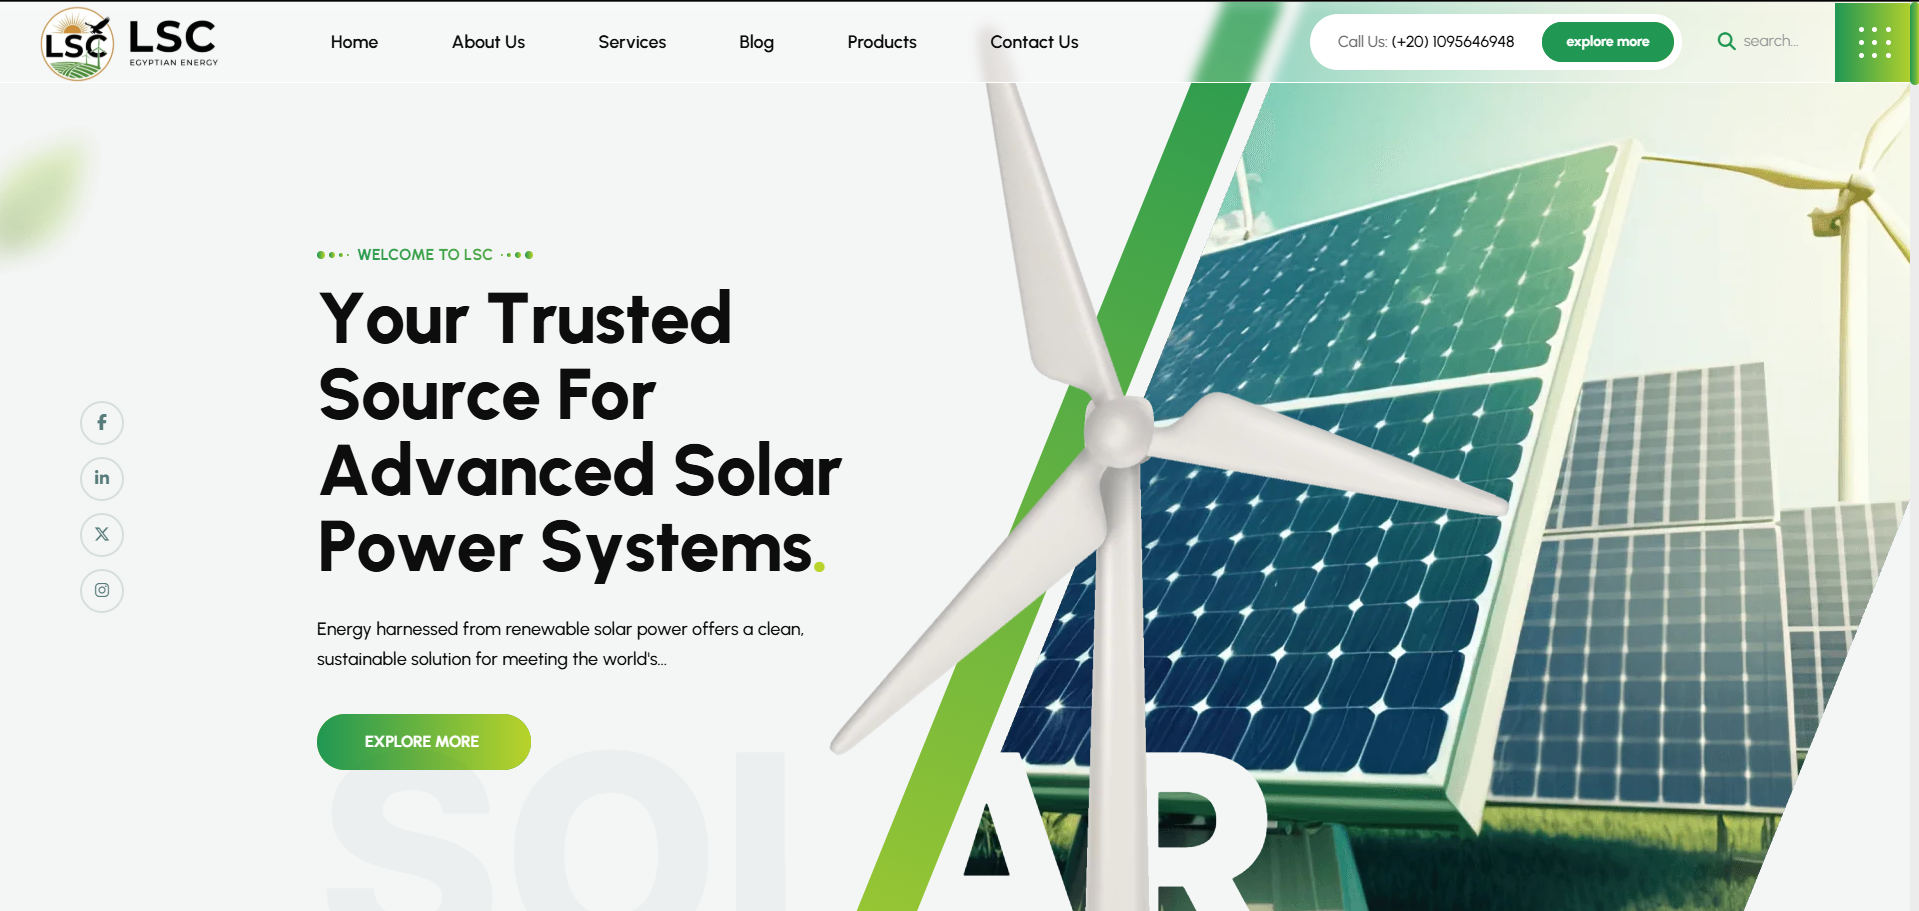 LSC
LSC
EGYPTIAN ENERGY
Home
About Us
Services
Blog
Products
Contact Us
Call Us: (+20) 1095646948
explore more
search...
WELCOME TO LSC
Your Trusted
Source For
Advanced Solar
Power Systems.
Energy harnessed from renewable solar power offers a clean,
sustainable solution for meeting the world's...
EXPLORE MORE
SOLAR